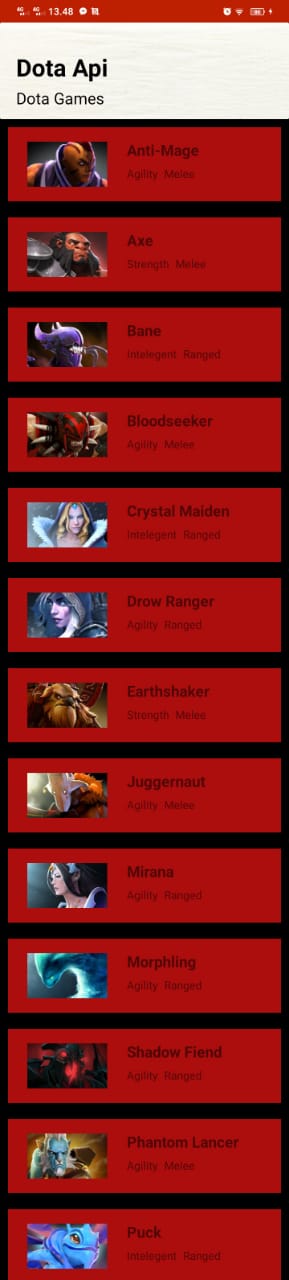 4G 4G 13.48
Dota Api
Dota Games
Anti-Mage
Agility Melee
Axe
Strength Melee
Bane
Intelegent Ranged
Bloodseeker
Agility Melee
Crystal Maiden
Intelegent Ranged
Drow Ranger
Agility Ranged
Earthshaker
Strength Melee
Juggernaut
Agility Melee
Mirana
Agility Ranged
Morphling
Agility Ranged
Shadow Fiend
Agility Ranged
Phantom Lancer
Agility Melee
Puck
Intelegent Ranged